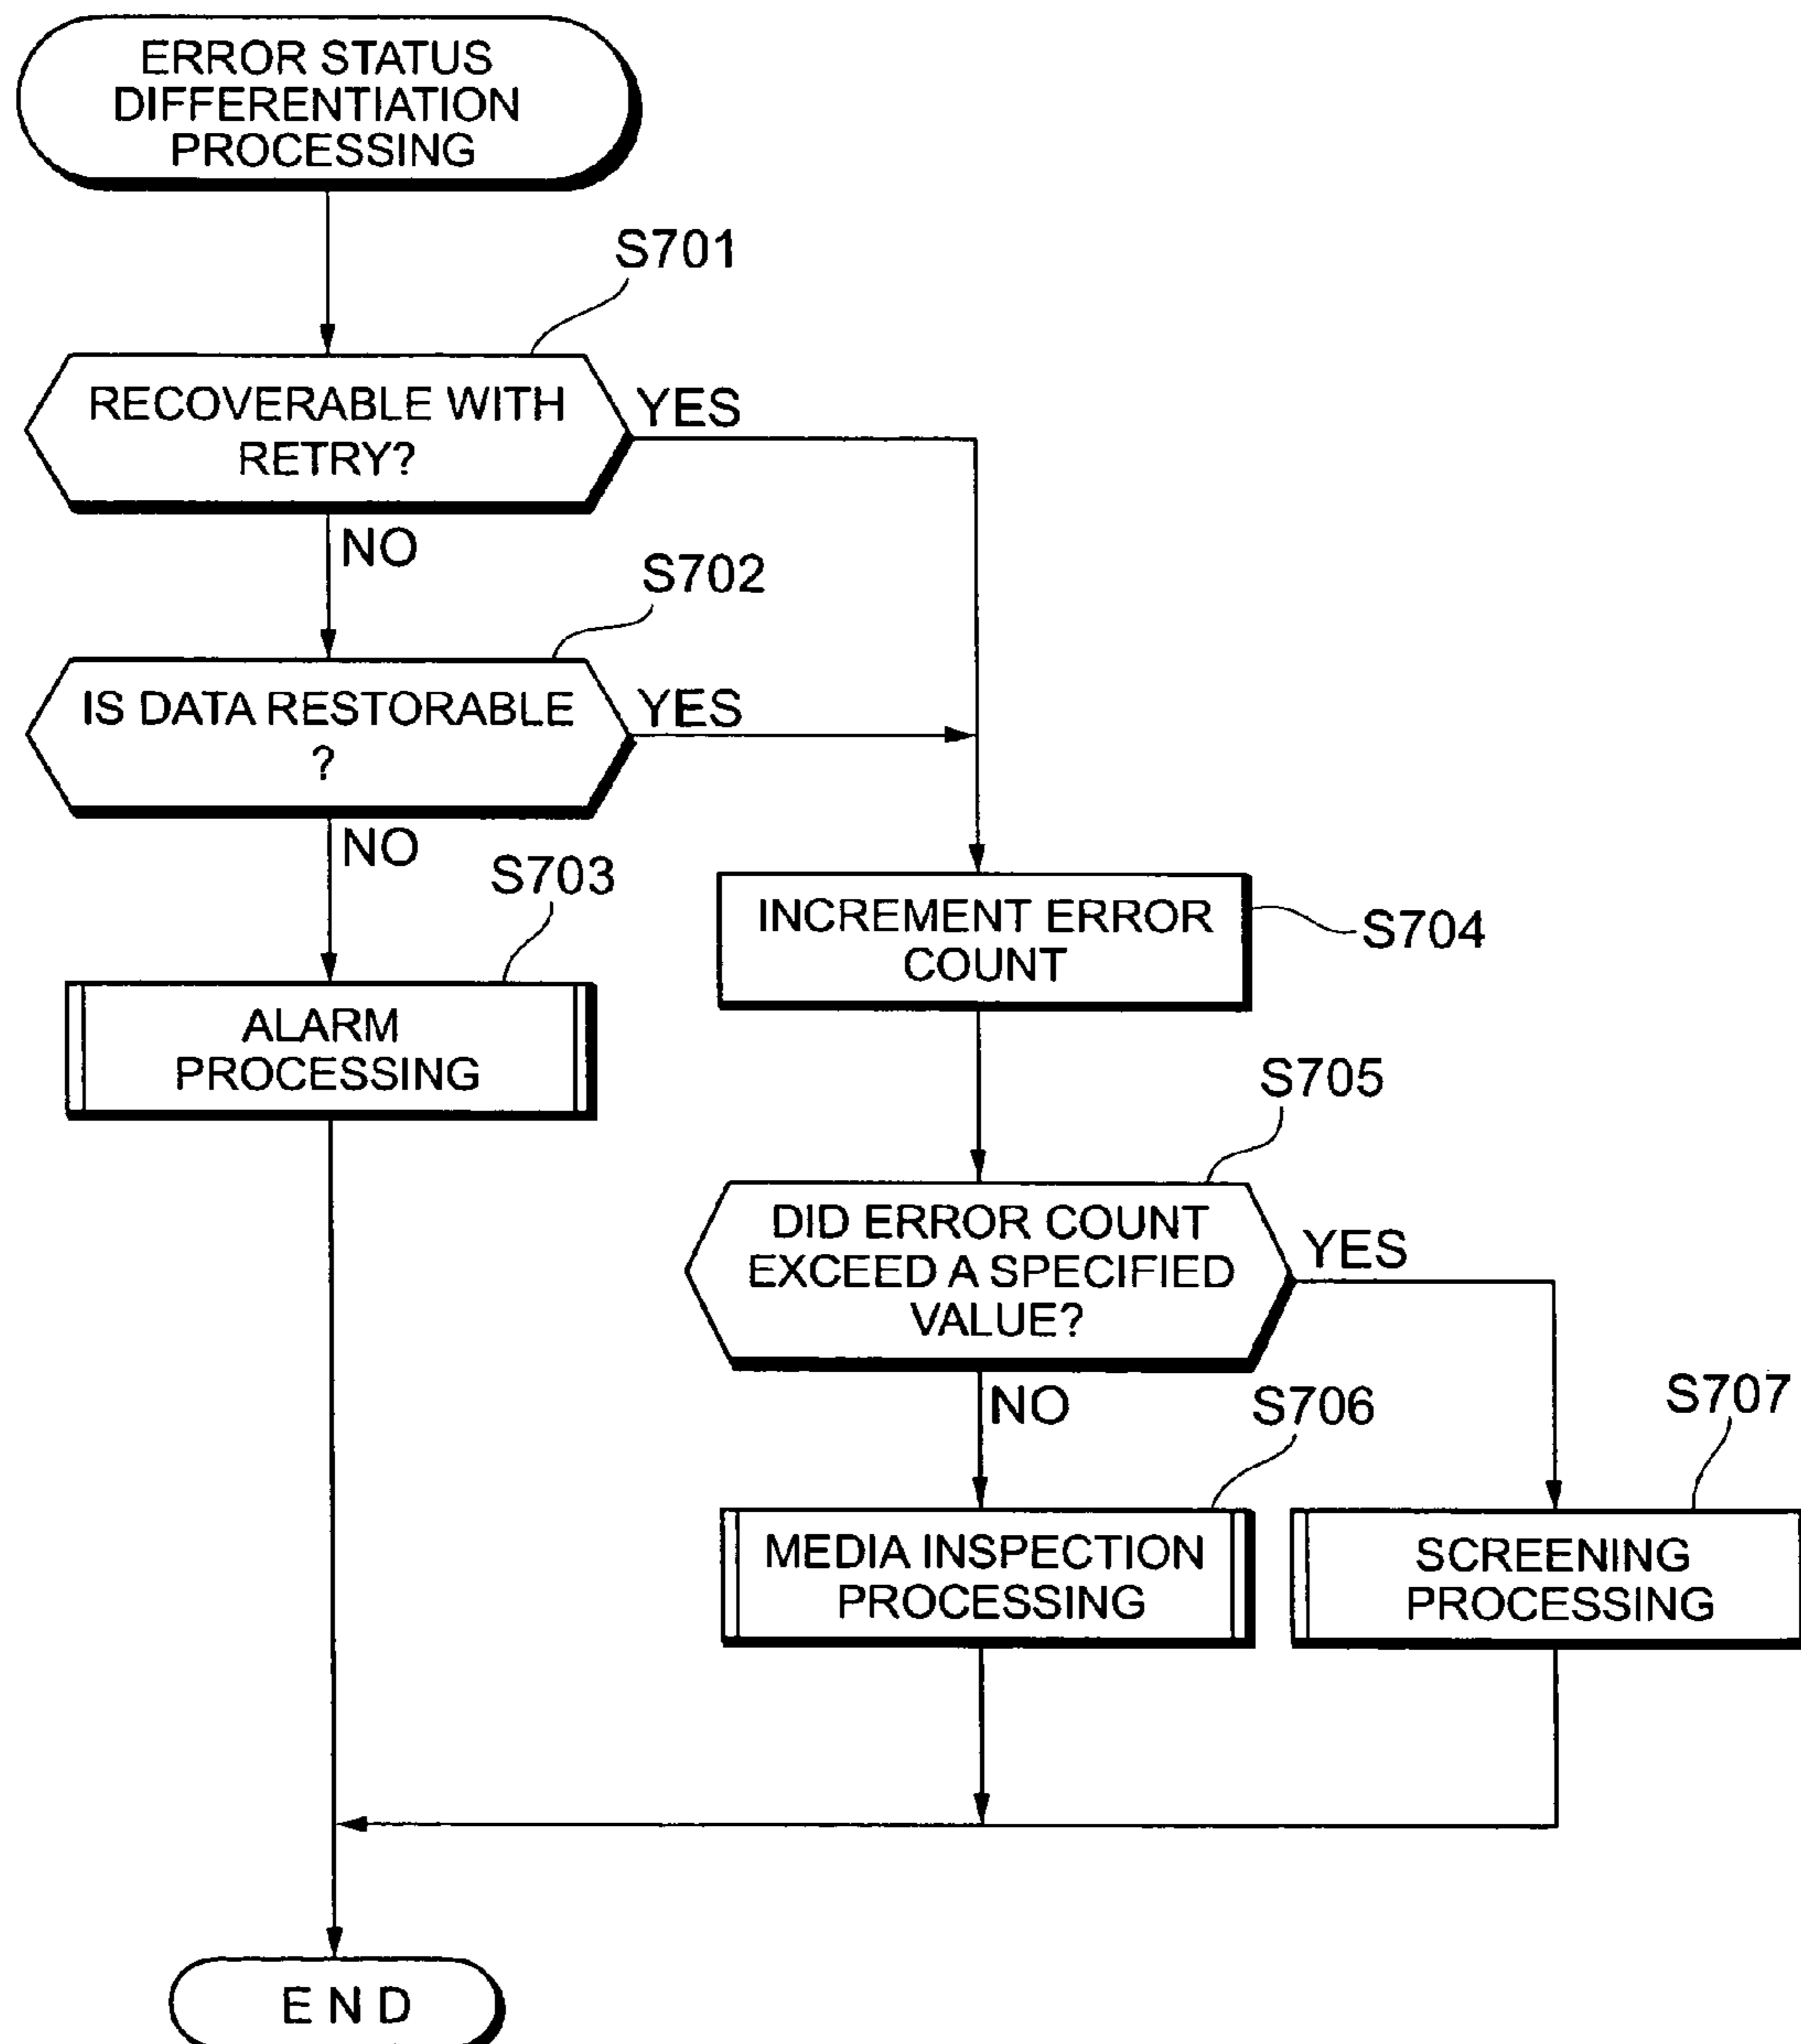 ERROR STATUS
DIFFERENTIATION
PROCESSING
S701
RECOVERABLE WITH
RETRY?
YES
NO
S702
IS DATA RESTORABLE
?
YES
NO
S703
ALARM
PROCESSING
INCREMENT ERROR
COUNT
S704
S705
DID ERROR COUNT
EXCEED A SPECIFIED
VALUE?
YES
NO
S706
MEDIA INSPECTION
PROCESSING
S707
SCREENING
PROCESSING
END